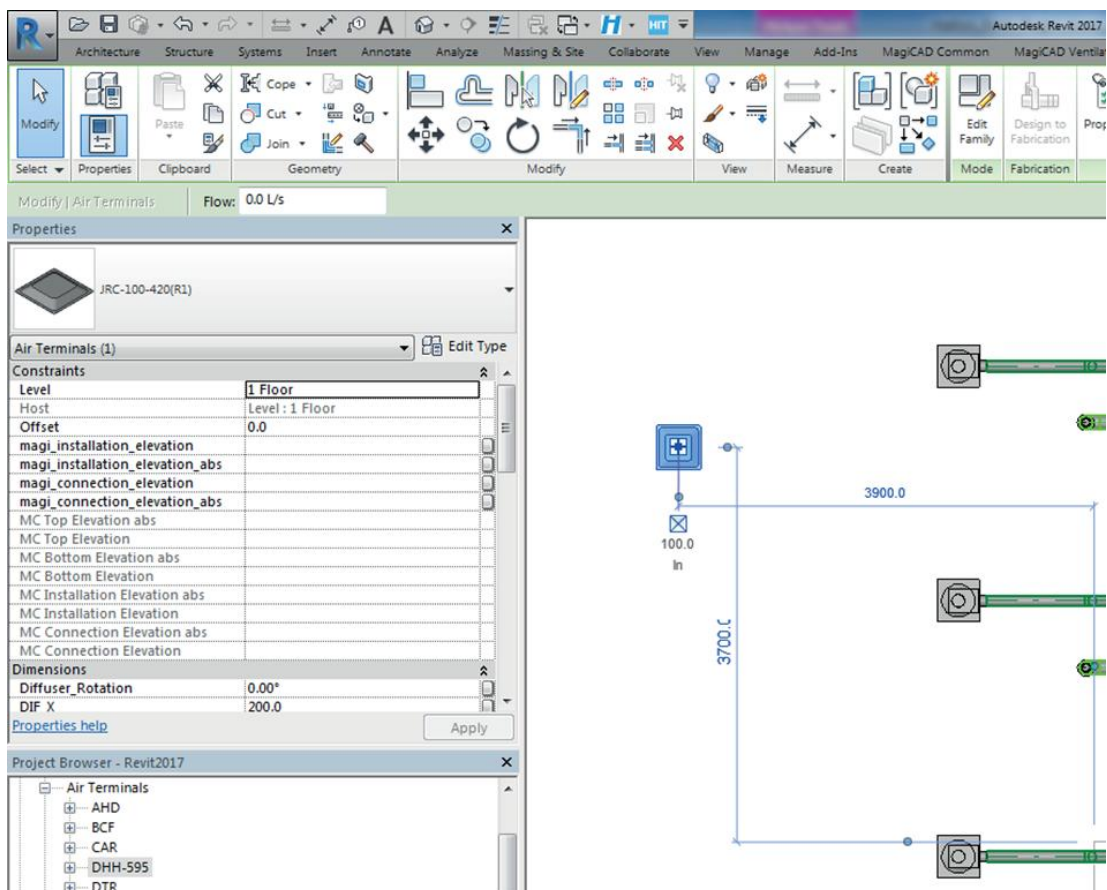 Autodesk Revit 2017
Architecture Structure Systems Insert Annotate Analyze Massing & Site Collaborate View Manage Add-Ins MagiCAD Common MagiCAD
HIT
Modify
Paste
Cope
Cut
Join
Edit Family
Design to Fabrication
Select Properties Clipboard Geometry Modify View Measure Create Mode Fabrication
Modify | Air Terminals Flow: 0.0 L/s
Properties
JRC-100-420(R1)
Air Terminals (1) Edit Type
Constraints
Level 1 Floor
Host Level : 1 Floor
Offset 0.0
magi_installation_elevation
magi_installation_elevation_abs
magi_connection_elevation
magi_connection_elevation_abs
MC Top Elevation abs
MC Top Elevation
MC Bottom Elevation abs
MC Bottom Elevation
MC Installation Elevation abs
MC Installation Elevation
MC Connection Elevation abs
MC Connection Elevation
Dimensions
Diffuser_Rotation 0.00°
DIF_X 200.0
Properties help Apply
Project Browser - Revit2017
Air Terminals
AHD
BCF
CAR
DHH-595
DTR
3900.0
100.0
In
3700.0